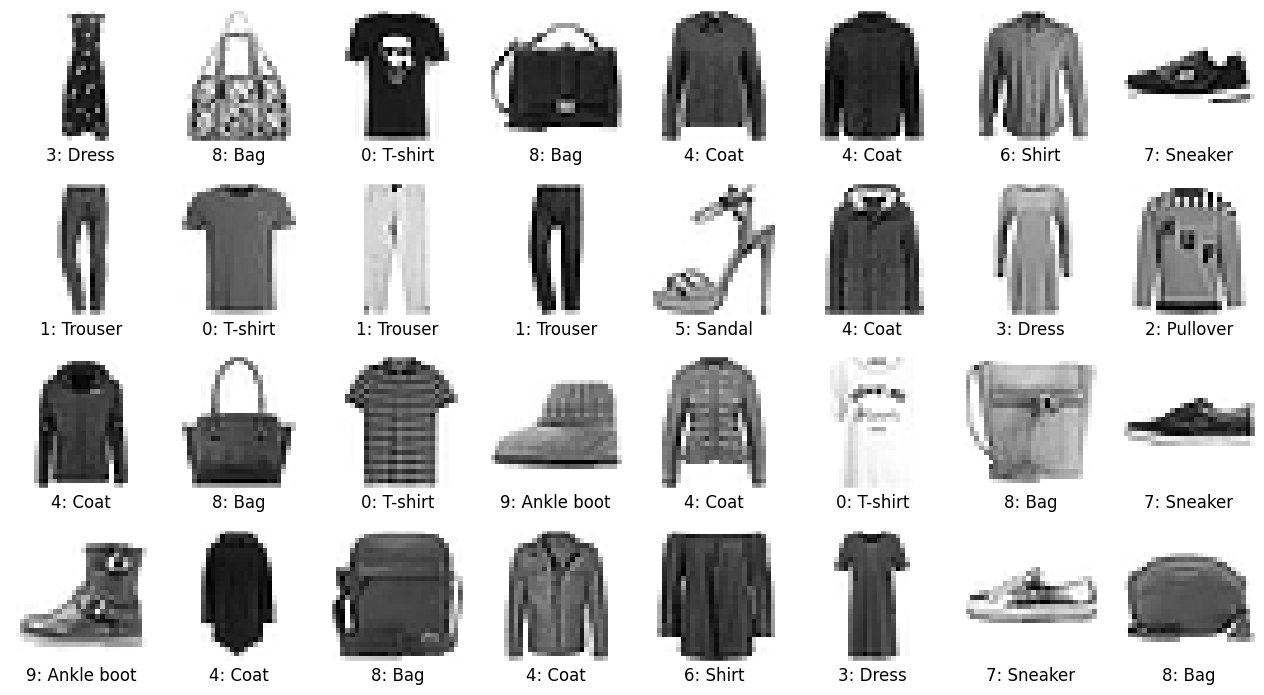 3: Dress 8: Bag 0: T-shirt 8: Bag 4: Coat 4: Coat 6: Shirt 7: Sneaker
1: Trouser 0: T-shirt 1: Trouser 1: Trouser 5: Sandal 4: Coat 3: Dress 2: Pullover
4: Coat 8: Bag 0: T-shirt 9: Ankle boot 4: Coat 0: T-shirt 8: Bag 7: Sneaker
9: Ankle boot 4: Coat 8: Bag 4: Coat 6: Shirt 3: Dress 7: Sneaker 8: Bag